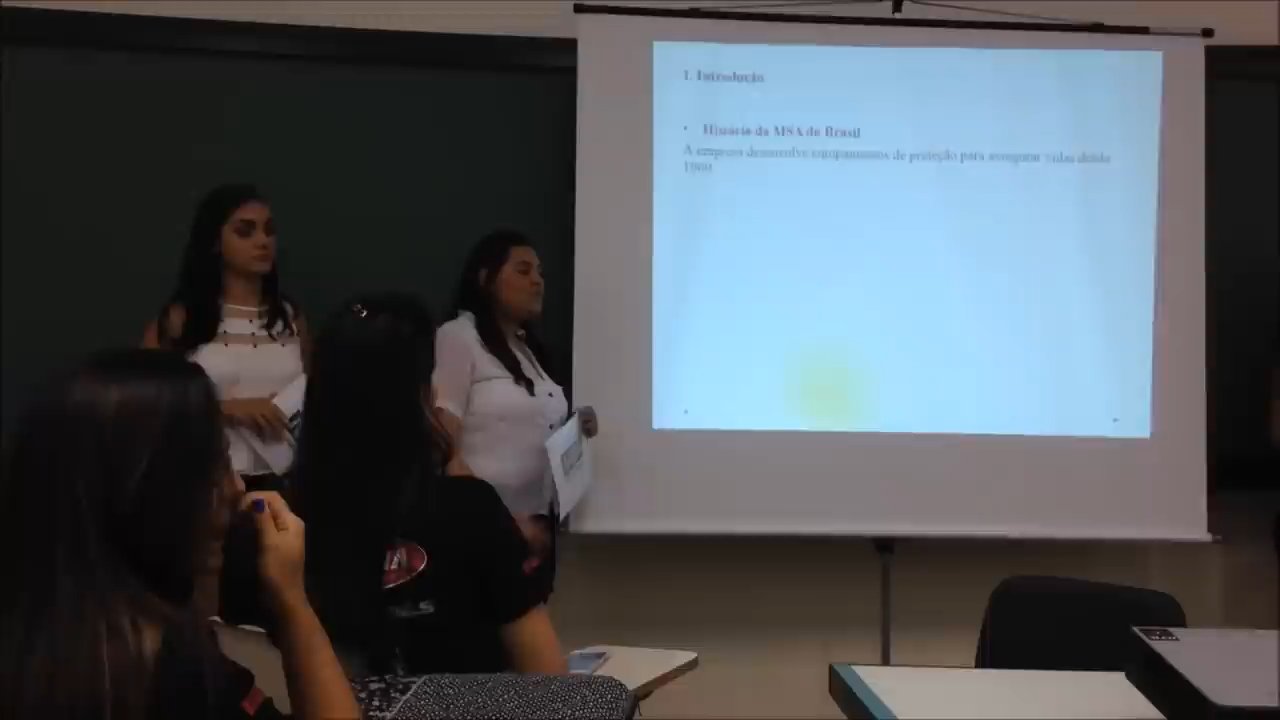 1. Introdução
• História da MSA do Brasil
A empresa desenvolve equipamentos de proteção para assegurar vidas desde